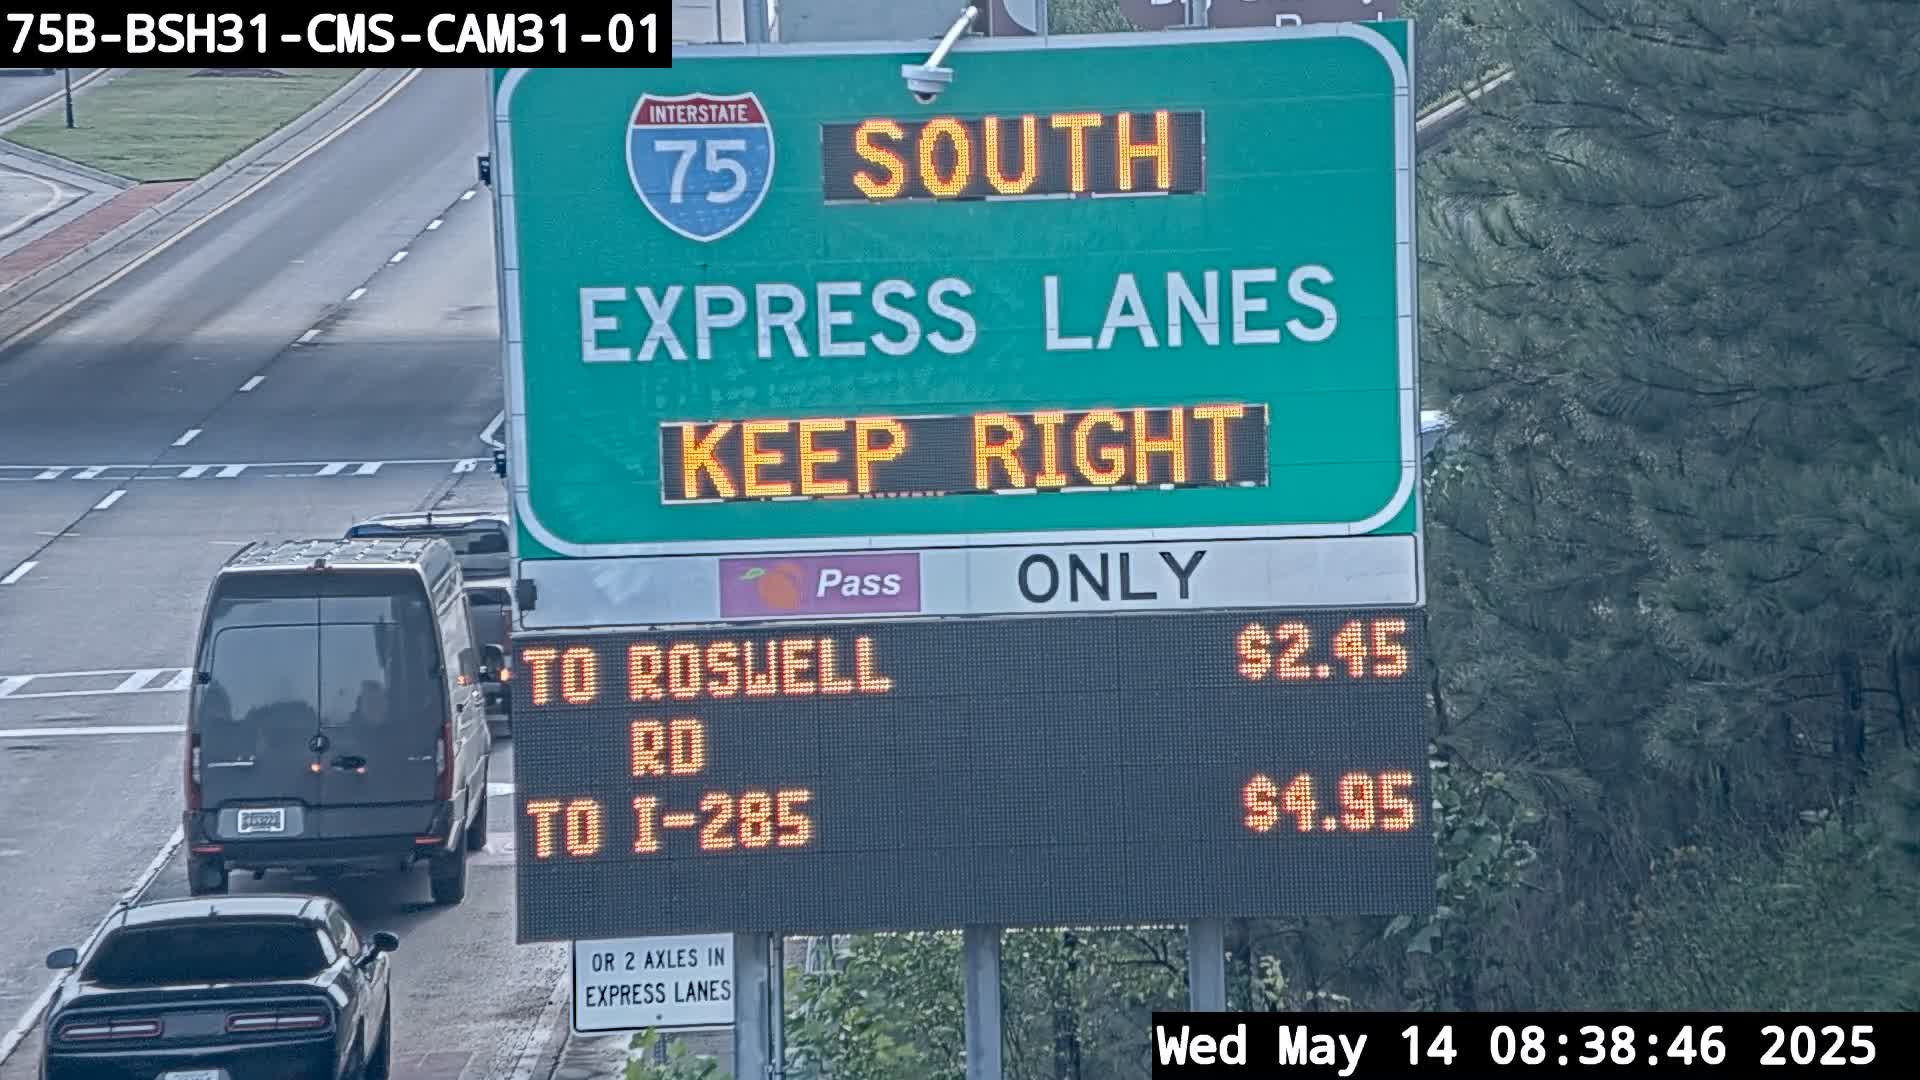 75B-BSH31-CMS-CAM31-01
INTERSTATE
75
SOUTH
EXPRESS LANES
KEEP RIGHT
Pass
ONLY
TO ROSWELL $2.45
RD
TO I-285 $4.95
OR 2 AXLES IN
EXPRESS LANES
Wed May 14 08:38:46 2025